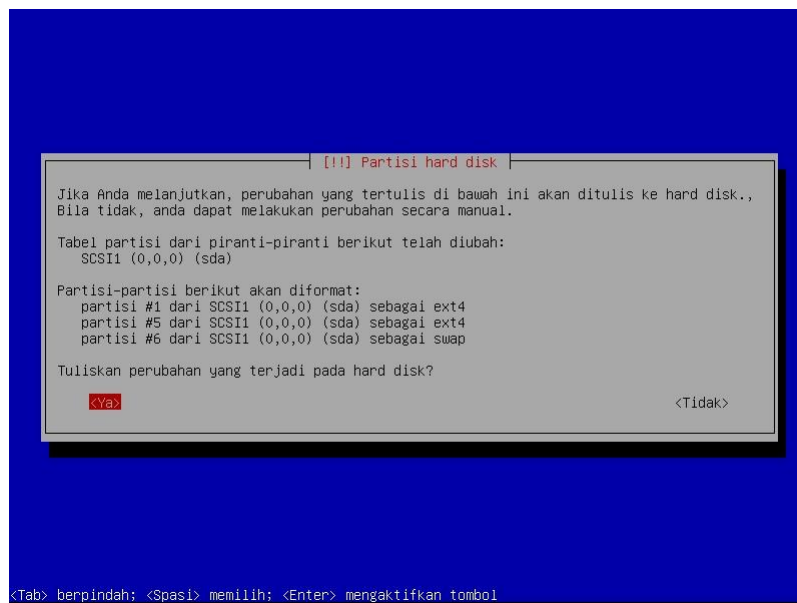 [!!] Partisi hard disk
Jika Anda melanjutkan, perubahan yang tertulis di bawah ini akan ditulis ke hard disk.,
Bila tidak, anda dapat melakukan perubahan secara manual.
Tabel partisi dari piranti-piranti berikut telah diubah:
SCSI1 (0,0,0) (sda)
Partisi-partisi berikut akan diformat:
partisi #1 dari SCSI1 (0,0,0) (sda) sebagai ext4
partisi #5 dari SCSI1 (0,0,0) (sda) sebagai ext4
partisi #6 dari SCSI1 (0,0,0) (sda) sebagai swap
Tuliskan perubahan yang terjadi pada hard disk?
<Ya> <Tidak>
<Tab> berpindah; <Spasi> memilih; <Enter> mengaktifkan tombol